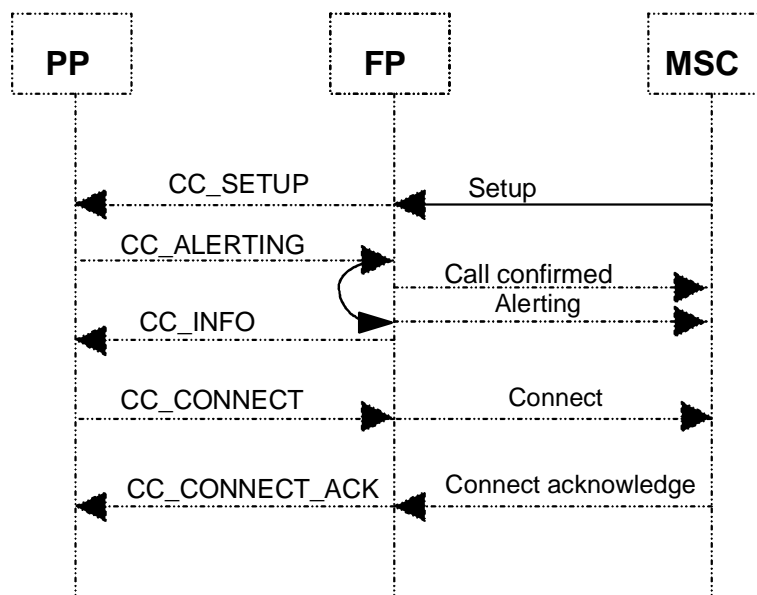 PP
FP
MSC
CC_SETUP
Setup
CC_ALERTING
Call confirmed
Alerting
CC_INFO
CC_CONNECT
Connect
CC_CONNECT_ACK
Connect acknowledge